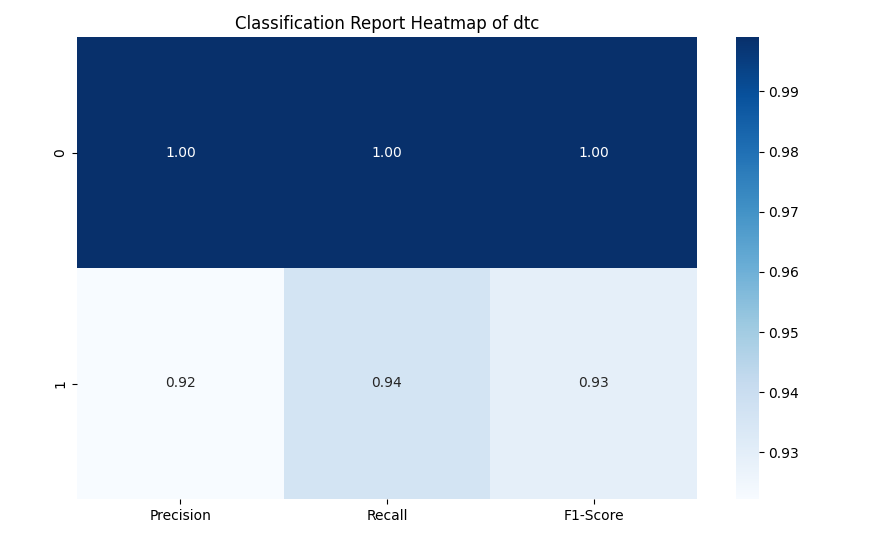 Classification Report Heatmap of dtc
0
1.00 1.00 1.00
1
0.92 0.94 0.93
Precision Recall F1-Score
0.99
0.98
0.97
0.96
0.95
0.94
0.93